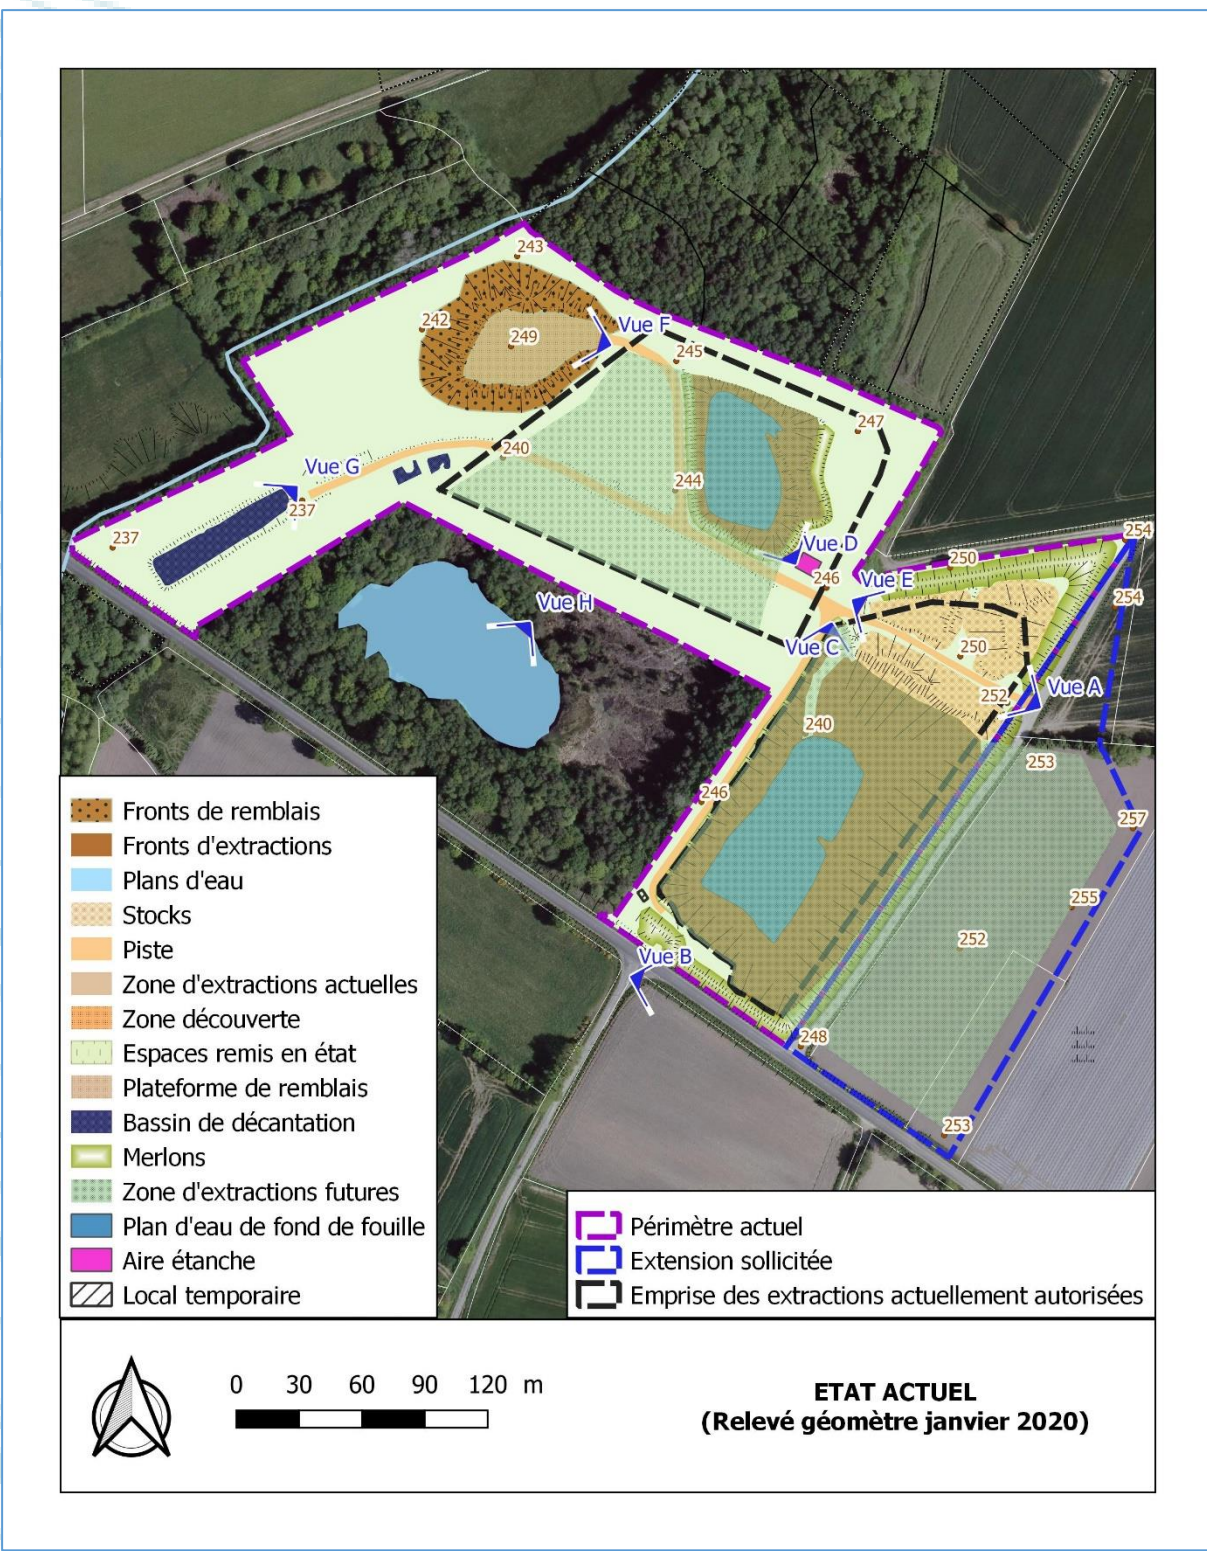 243
242
249
Vue F
245
247
240
Vue G
244
237
237
Vue D
254
250
246
Vue E
254
Vue H
Vue C
250
252
Vue A
240
253
246
257
255
252
Vue B
248
253
Fronts de remblais
Fronts d'extractions
Plans d'eau
Stocks
Piste
Zone d'extractions actuelles
Zone découverte
Espaces remis en état
Plateforme de remblais
Bassin de décantation
Merlons
Zone d'extractions futures
Plan d'eau de fond de fouille
Aire étanche
Local temporaire
Périmètre actuel
Extension sollicitée
Emprise des extractions actuellement autorisées
0 30 60 90 120 m
ETAT ACTUEL
(Relevé géomètre janvier 2020)